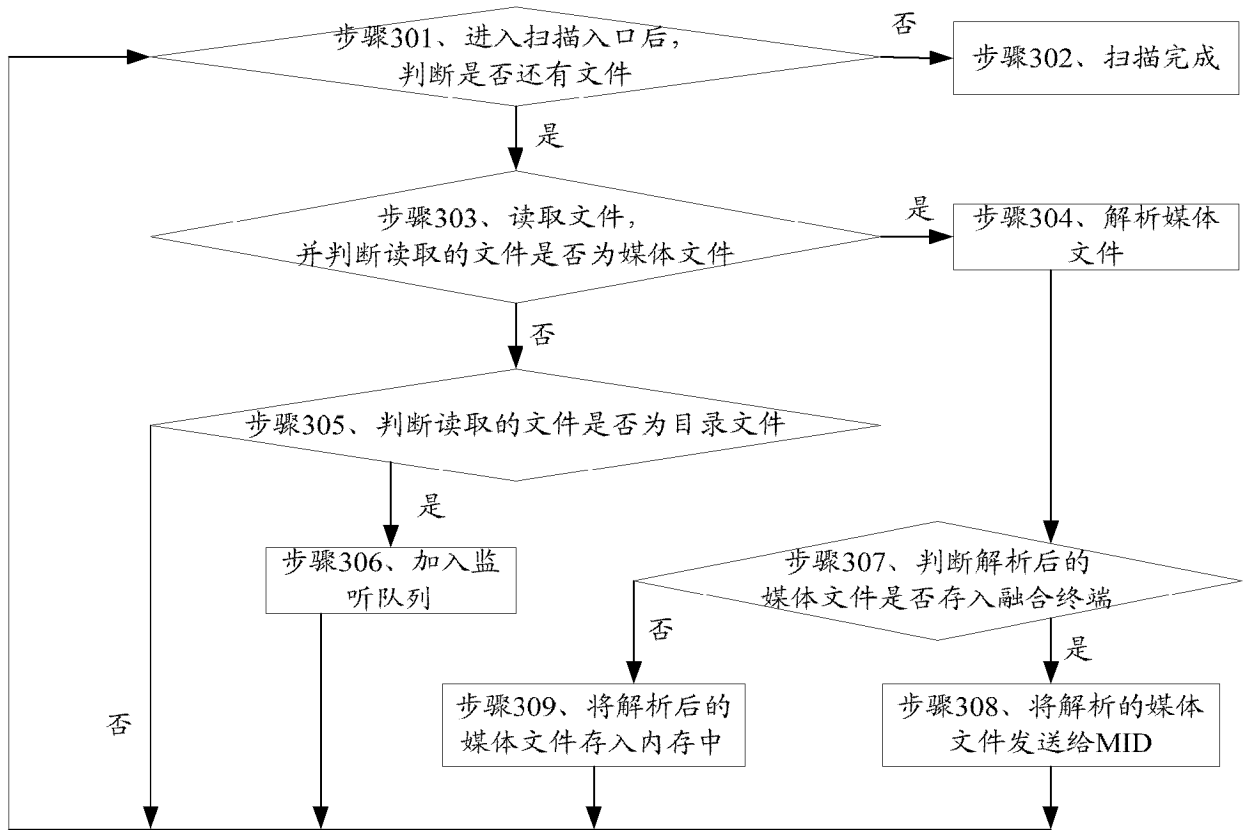 步骤301、进入扫描入口后，
判断是否还有文件
否
步骤302、扫描完成
是
步骤303、读取文件，
并判断读取的文件是否为媒体文件
是
步骤304、解析媒体
文件
否
步骤305、判断读取的文件是否为目录文件
是
步骤306、加入监
听队列
步骤307、判断解析后的
媒体文件是否存入融合终端
否
是
否
步骤309、将解析后的
媒体文件存入内存中
步骤308、将解析的媒体
文件发送给MID